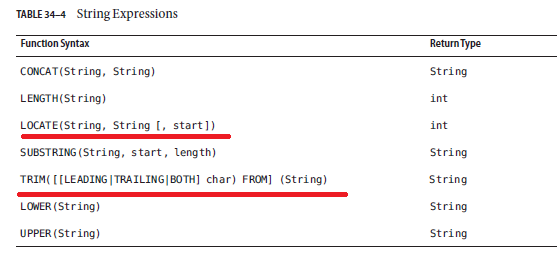 TABLE 34–4 String Expressions
Function Syntax Return Type
CONCAT(String, String) String
LENGTH(String) int
LOCATE(String, String [, start]) int
SUBSTRING(String, start, length) String
TRIM([[LEADING|TRAILING|BOTH] char) FROM] (String) String
LOWER(String) String
UPPER(String) String